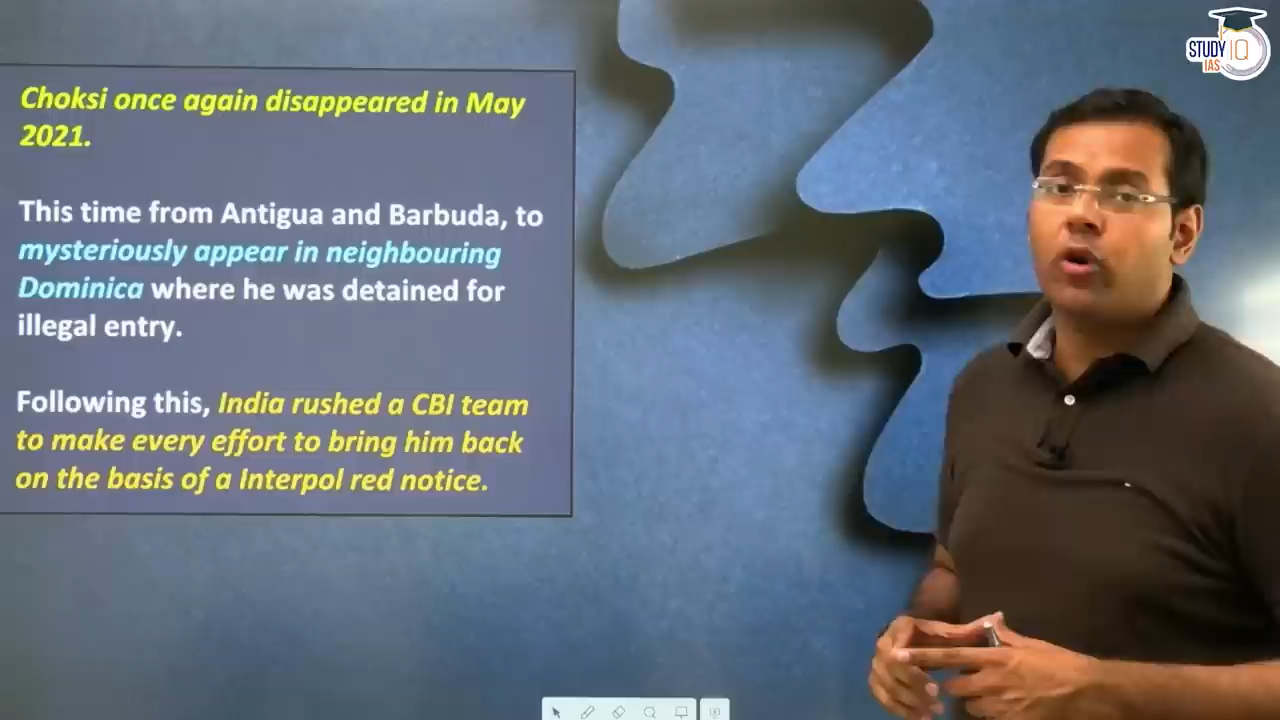 STUDY IQ
IAS
Choksi once again disappeared in May
2021.
This time from Antigua and Barbuda, to
mysteriously appear in neighbouring
Dominica where he was detained for
illegal entry.
Following this, India rushed a CBI team
to make every effort to bring him back
on the basis of a Interpol red notice.